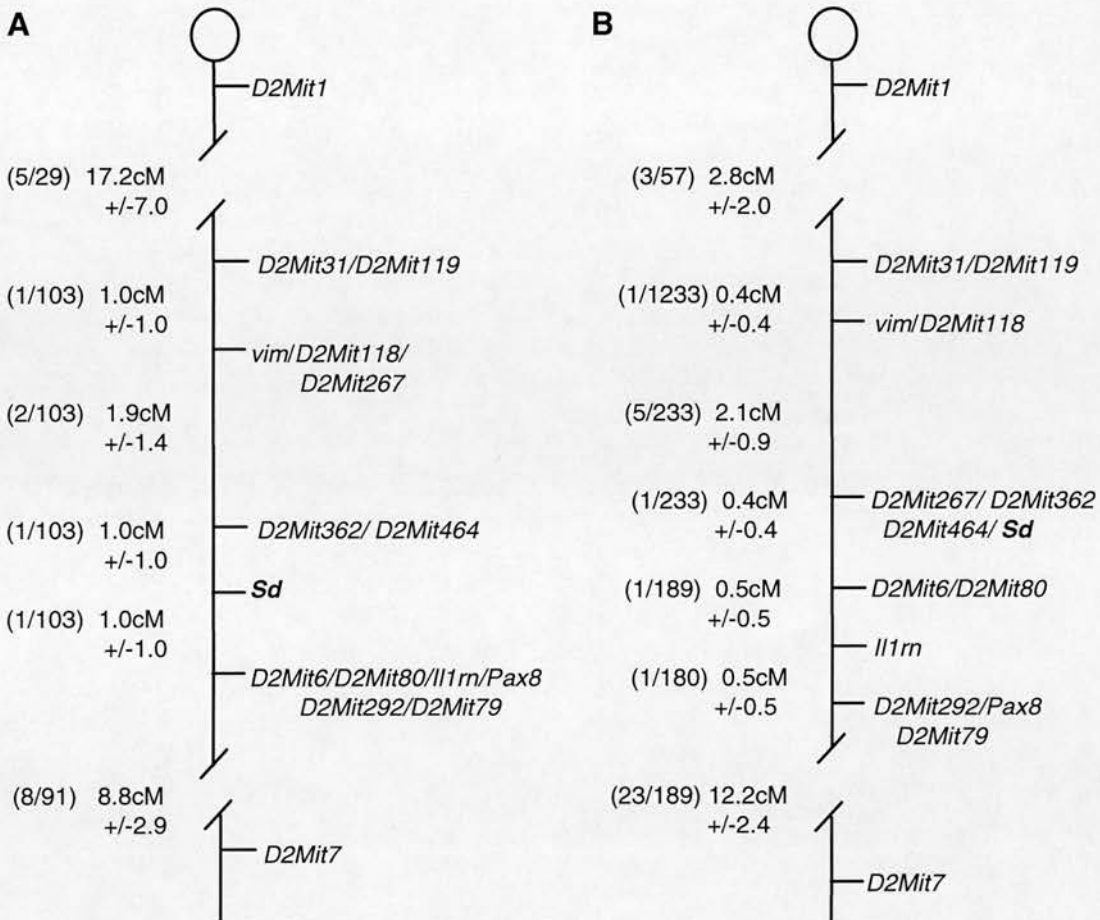 A
D2Mit1
(5/29) 17.2cM
+/-7.0
D2Mit31/D2Mit119
(1/103) 1.0cM
+/-1.0
vim/D2Mit118/
D2Mit267
(2/103) 1.9cM
+/-1.4
D2Mit362/ D2Mit464
(1/103) 1.0cM
+/-1.0
Sd
(1/103) 1.0cM
+/-1.0
D2Mit6/D2Mit80/Il1rn/Pax8
D2Mit292/D2Mit79
(8/91) 8.8cM
+/-2.9
D2Mit7
B
D2Mit1
(3/57) 2.8cM
+/-2.0
D2Mit31/D2Mit119
(1/1233) 0.4cM
+/-0.4
vim/D2Mit118
(5/233) 2.1cM
+/-0.9
D2Mit267/ D2Mit362
D2Mit464/ Sd
(1/233) 0.4cM
+/-0.4
D2Mit6/D2Mit80
(1/189) 0.5cM
+/-0.5
Il1rn
(1/180) 0.5cM
+/-0.5
D2Mit292/Pax8
D2Mit79
(23/189) 12.2cM
+/-2.4
D2Mit7